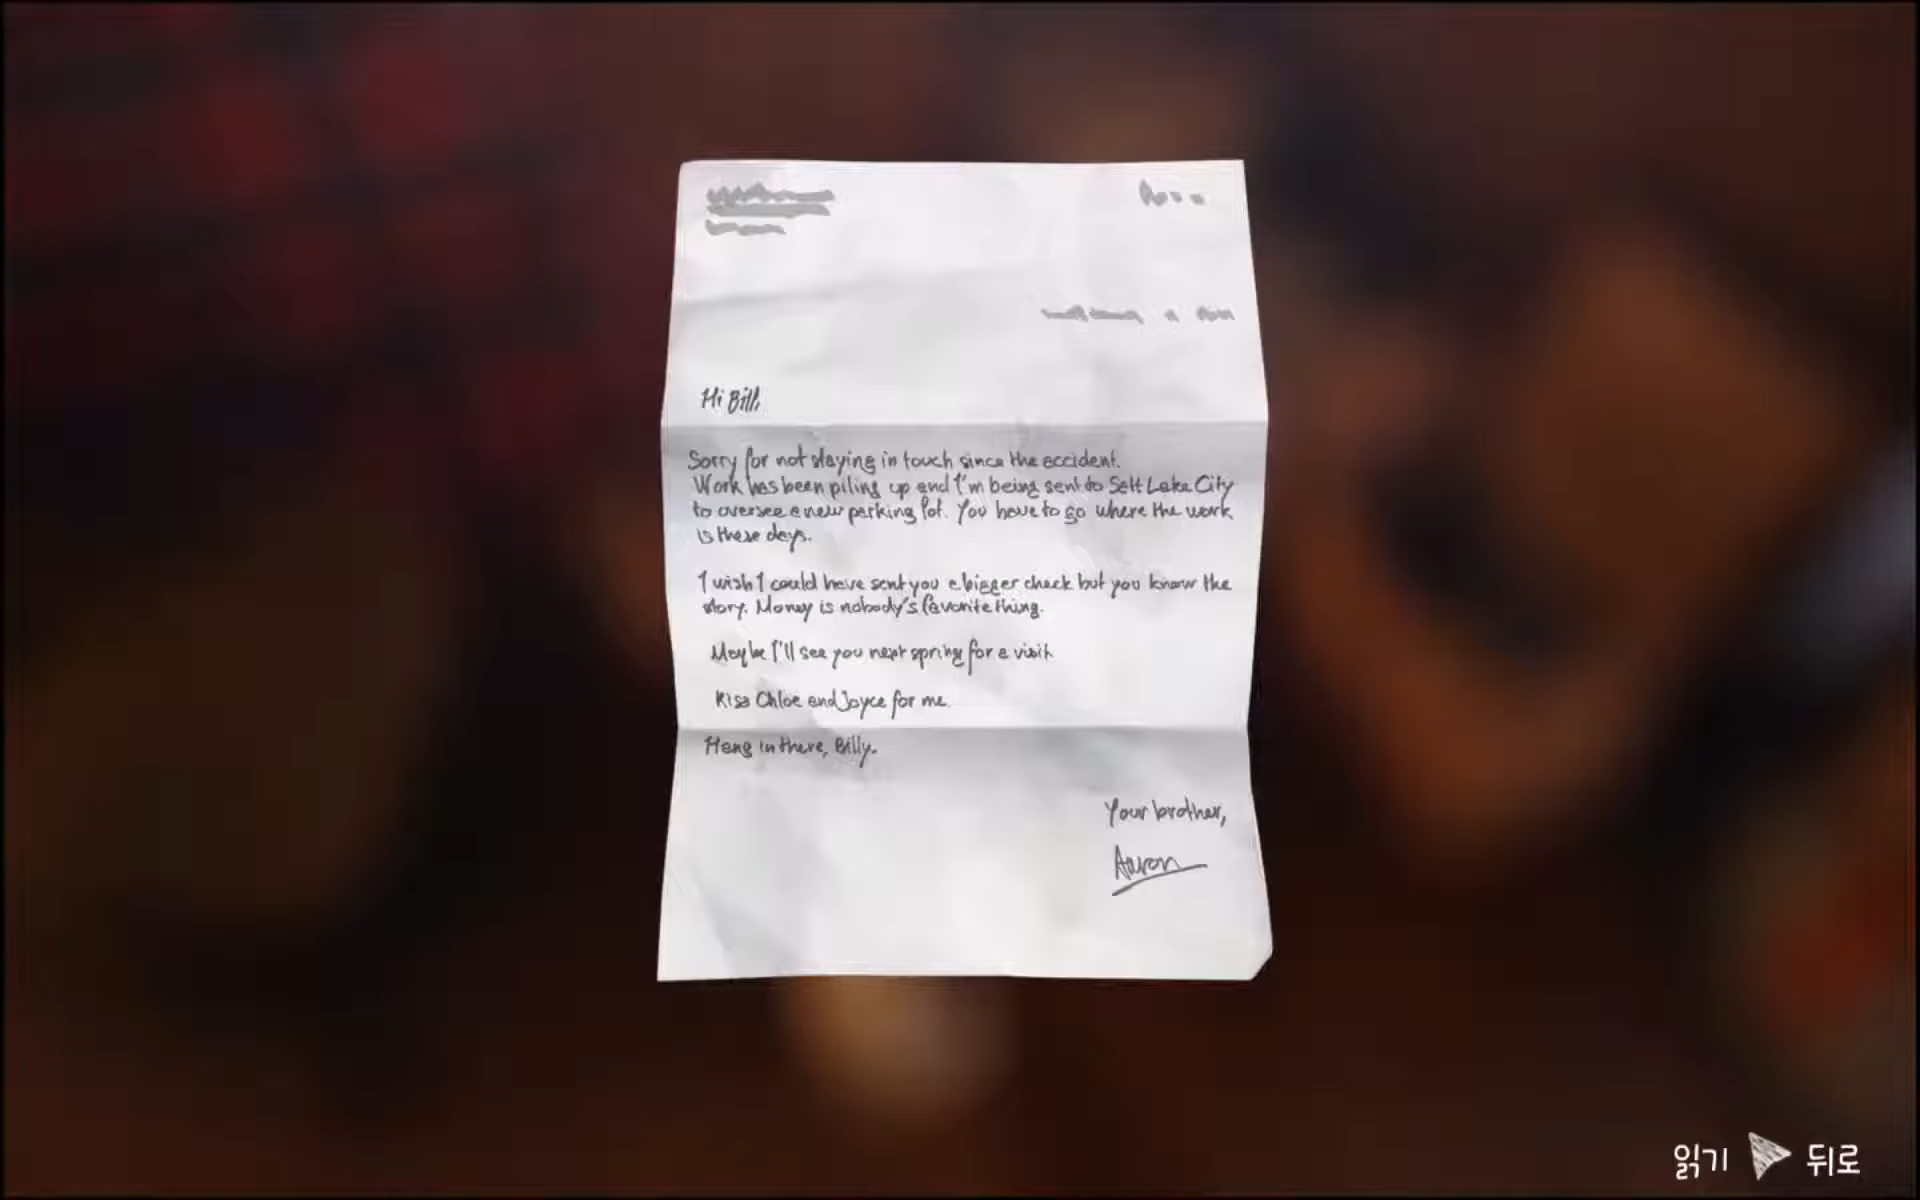 Hi Bill,
Sorry for not staying in touch since the accident.
Work has been piling up and I'm being sent to Salt Lake City
to oversee a new parking lot. You have to go where the work
is these days.
I wish I could have sent you a bigger check but you know the
story. Money is nobody's favorite thing.
Maybe I'll see you next spring for a visit.
Kiss Chloe and Joyce for me.
Hang in there, Billy.
Your brother,
Aaron
읽기 뒤로